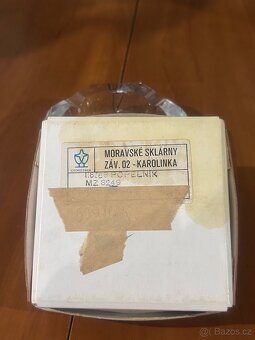 MORAVSKÉ SKLÁRNY
ZÁV. 02 - KAROLINKA
POPELNÍK
MZ 8249
Bazos.cz